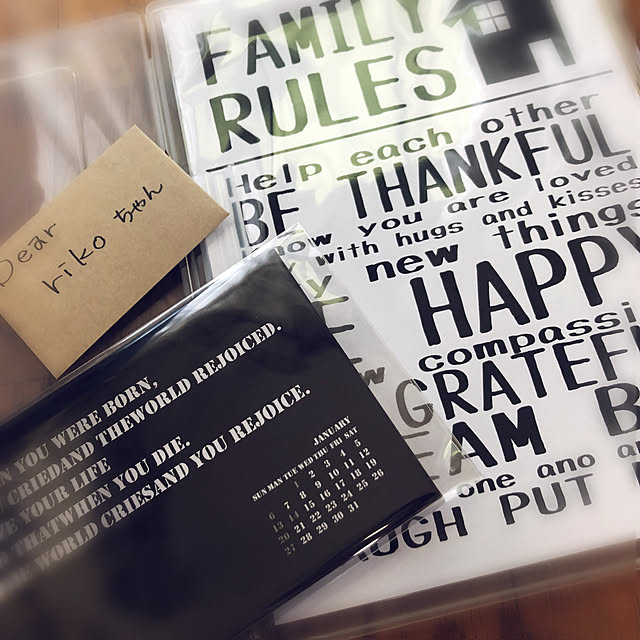 FAMILY
RULES
Help each other
BE THANKFUL
now you are loved
with hugs and kisses
new things
HAPPY
compassi
GRATEF
AM B
one ano
UGH PUT
Dear
riko ちゃん
N YOU WERE BORN,
CRIEDAND THEWORLD REJOICED.
E YOUR LIFE
THATWHEN YOU DIE.
WORLD CRIESAND YOU REJOICE.
JANUARY
SUN MAN TUE WED THU FRI SAT
1 2 3 4 5
6 7 8 9 10 11 12
13 14 15 16 17 18 19
20 21 22 23 24 25 26
27 28 29 30 31